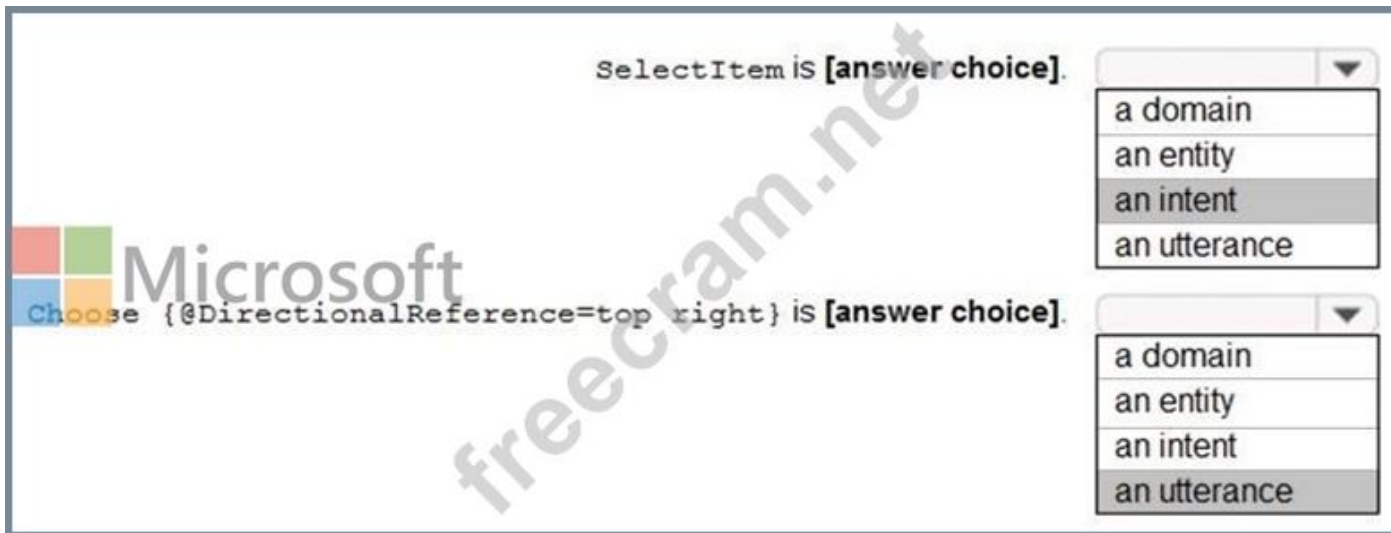 SelectItem is [answer choice].
a domain
an entity
an intent
an utterance
Microsoft
Choose {@DirectionalReference=top right} is [answer choice].
a domain
an entity
an intent
an utterance
freecram.net